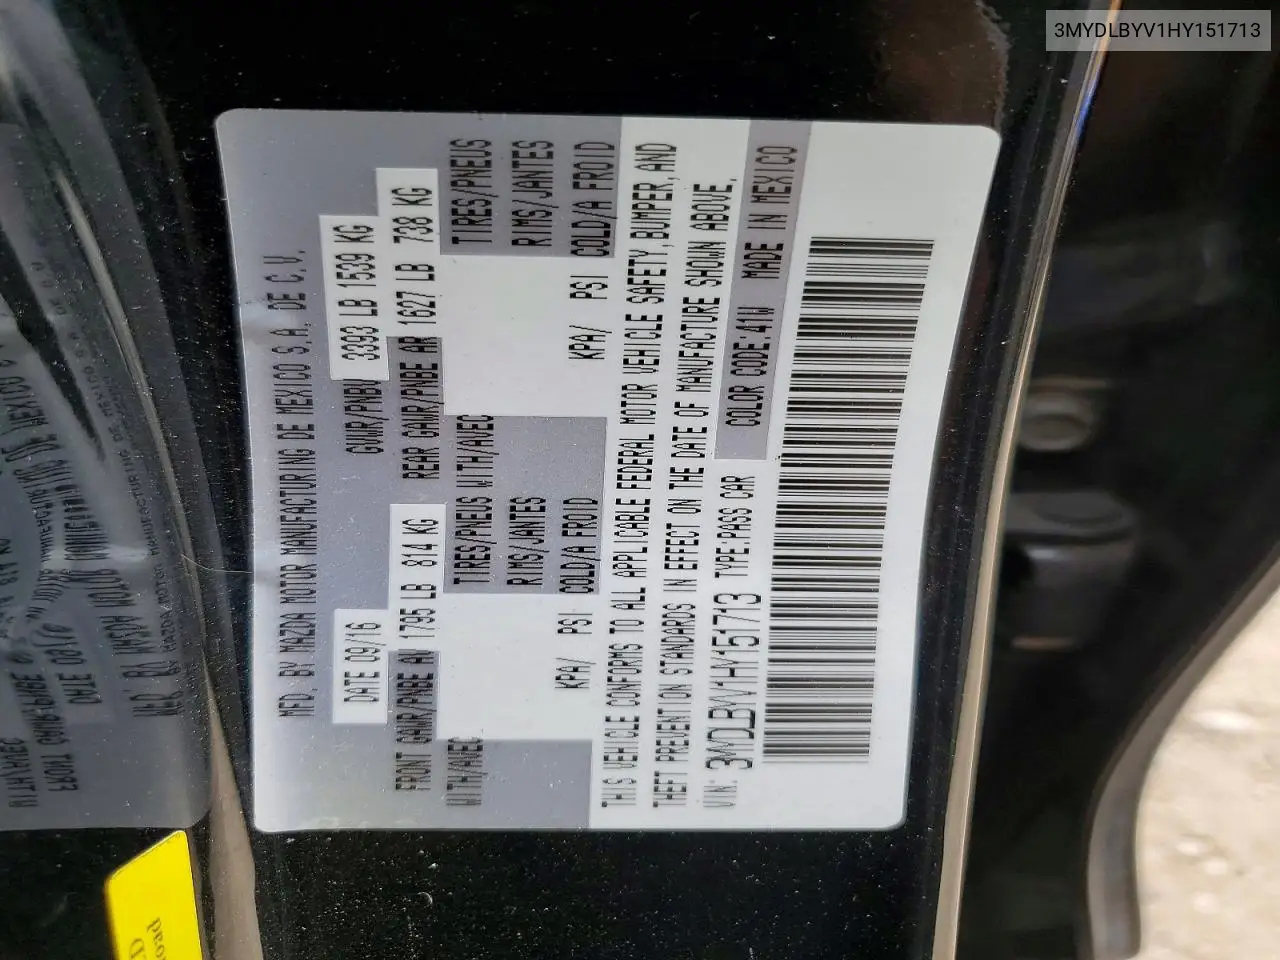 3MYDLBYV1HY151713
MFD. BY MAZDA MOTOR MANUFACTURING DE MEXICO S.A. DE C.V.
DATE 09/16 GVWR/PNBV 3393 LB 1539 KG
FRONT GAWR/PNBE AV 1795 LB 814 KG REAR GAWR/PNBE AR 1627 LB 738 KG
WITH/AVEC TIRES/PNEUS WITH/AVEC TIRES/PNEUS
RIMS/JANTES RIMS/JANTES
KPA/ PSI COLD/A FROID KPA/ PSI COLD/A FROID
THIS VEHICLE CONFORMS TO ALL APPLICABLE FEDERAL MOTOR VEHICLE SAFETY, BUMPER, AND
THEFT PREVENTION STANDARDS IN EFFECT ON THE DATE OF MANUFACTURE SHOWN ABOVE.
VIN: 3MYDLBYV1HY151713 TYPE:PASS CAR COLOR CODE:41W MADE IN MEXICO